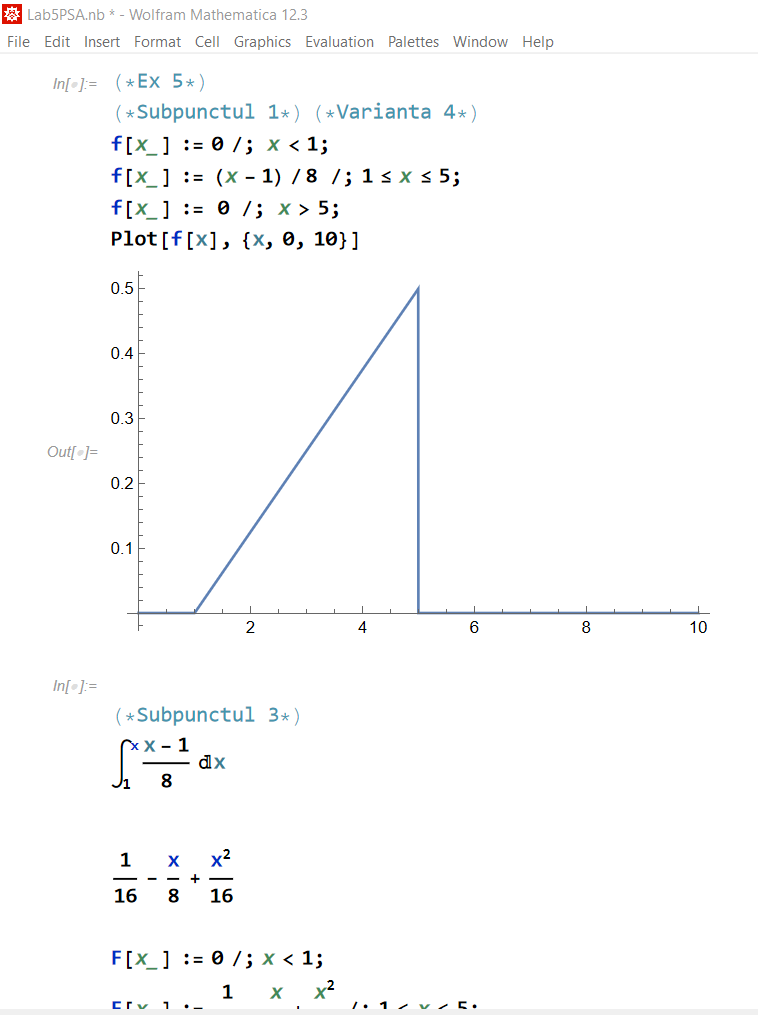 Lab5PSA.nb * - Wolfram Mathematica 12.3
File Edit Insert Format Cell Graphics Evaluation Palettes Window Help
In[•]:= (*Ex 5*)
(*Subpunctul 1*) (*Varianta 4*)
f[x_] := 0 /; x < 1;
f[x_] := (x - 1) / 8 /; 1 ≤ x ≤ 5;
f[x_] := 0 /; x > 5;
Plot[f[x], {x, 0, 10}]
0.5
0.4
0.3
Out[•]=
0.2
0.1
2 4 6 8 10
In[•]:=
(*Subpunctul 3*)
∫₁ˣ (x - 1)/8 ⅆx
1/16 - x/8 + x²/16
F[x_] := 0 /; x < 1;
1 x x²